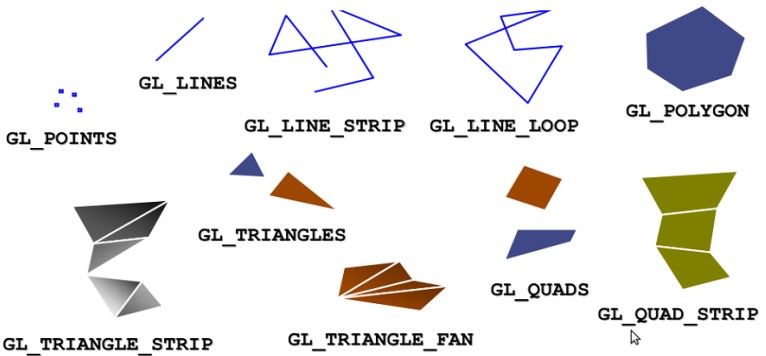 GL_LINES
GL_POINTS
GL_LINE_STRIP
GL_LINE_LOOP
GL_POLYGON
GL_TRIANGLES
GL_QUADS
GL_QUAD_STRIP
GL_TRIANGLE_STRIP
GL_TRIANGLE_FAN